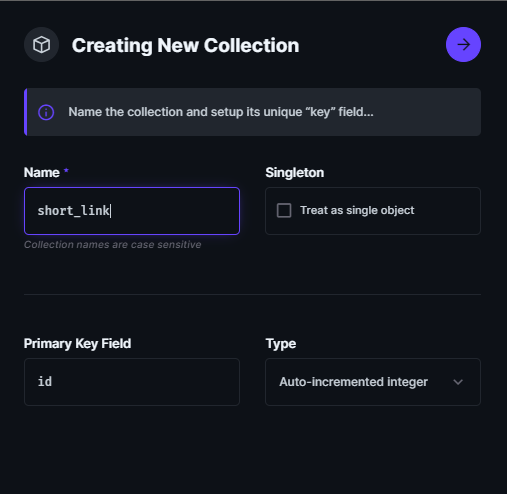 Creating New Collection
Name the collection and setup its unique “key” field...
Name *
Singleton
short_link
Treat as single object
Collection names are case sensitive
Primary Key Field
Type
id
Auto-incremented integer